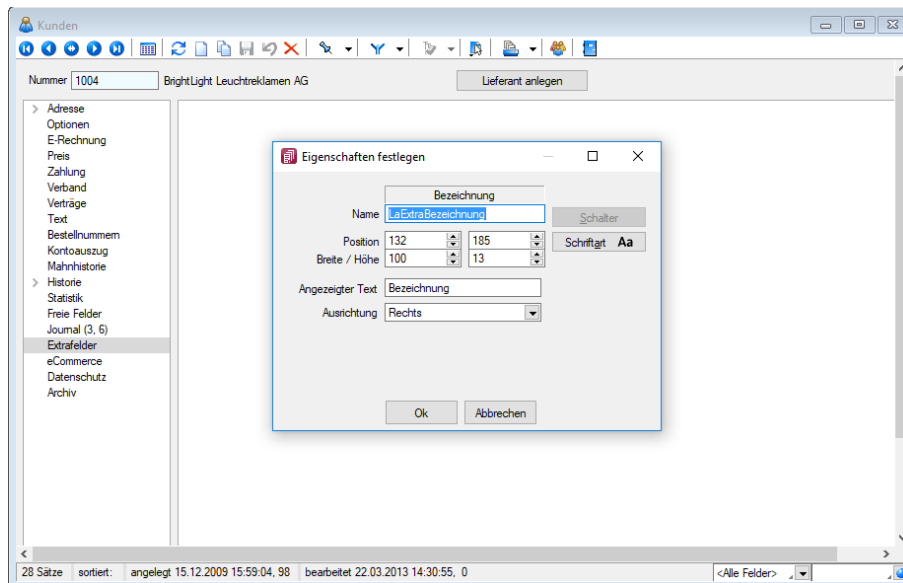 Kunden
Nummer 1004 BrightLight Leuchtreklamen AG Lieferant anlegen
Adresse
Optionen
E-Rechnung
Preis
Zahlung
Verband
Verträge
Text
Bestellnummern
Kontoauszug
Mahnhistorie
Historie
Statistik
Freie Felder
Journal (3, 6)
Extrafelder
eCommerce
Datenschutz
Archiv
Eigenschaften festlegen
Bezeichnung
Name LaExtraBezeichnung Schalter
Position 132 185 Schriftart Aa
Breite / Höhe 100 13
Angezeigter Text Bezeichnung
Ausrichtung Rechts
Ok Abbrechen
28 Sätze sortiert: angelegt 15.12.2009 15:59:04, 98 bearbeitet 22.03.2013 14:30:55, 0 <Alle Felder>